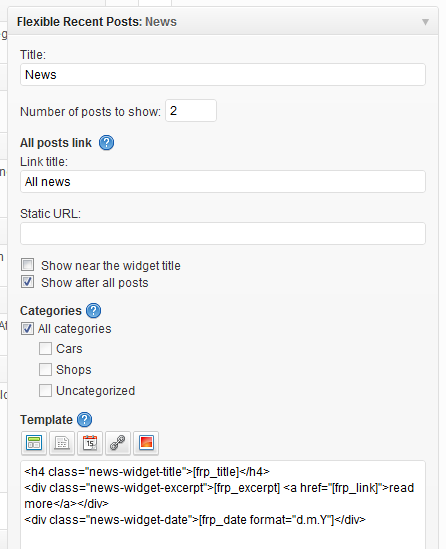 Flexible Recent Posts: News
Title:
News
Number of posts to show: 2
All posts link ?
Link title:
All news
Static URL:
Show near the widget title
Show after all posts
Categories ?
All categories
Cars
Shops
Uncategorized
Template ?
15
<h4 class="news-widget-title">[frp_title]</h4>
<div class="news-widget-excerpt">[frp_excerpt] <a href="[frp_link]">read
more</a></div>
<div class="news-widget-date">[frp_date format="d.m.Y"]</div>